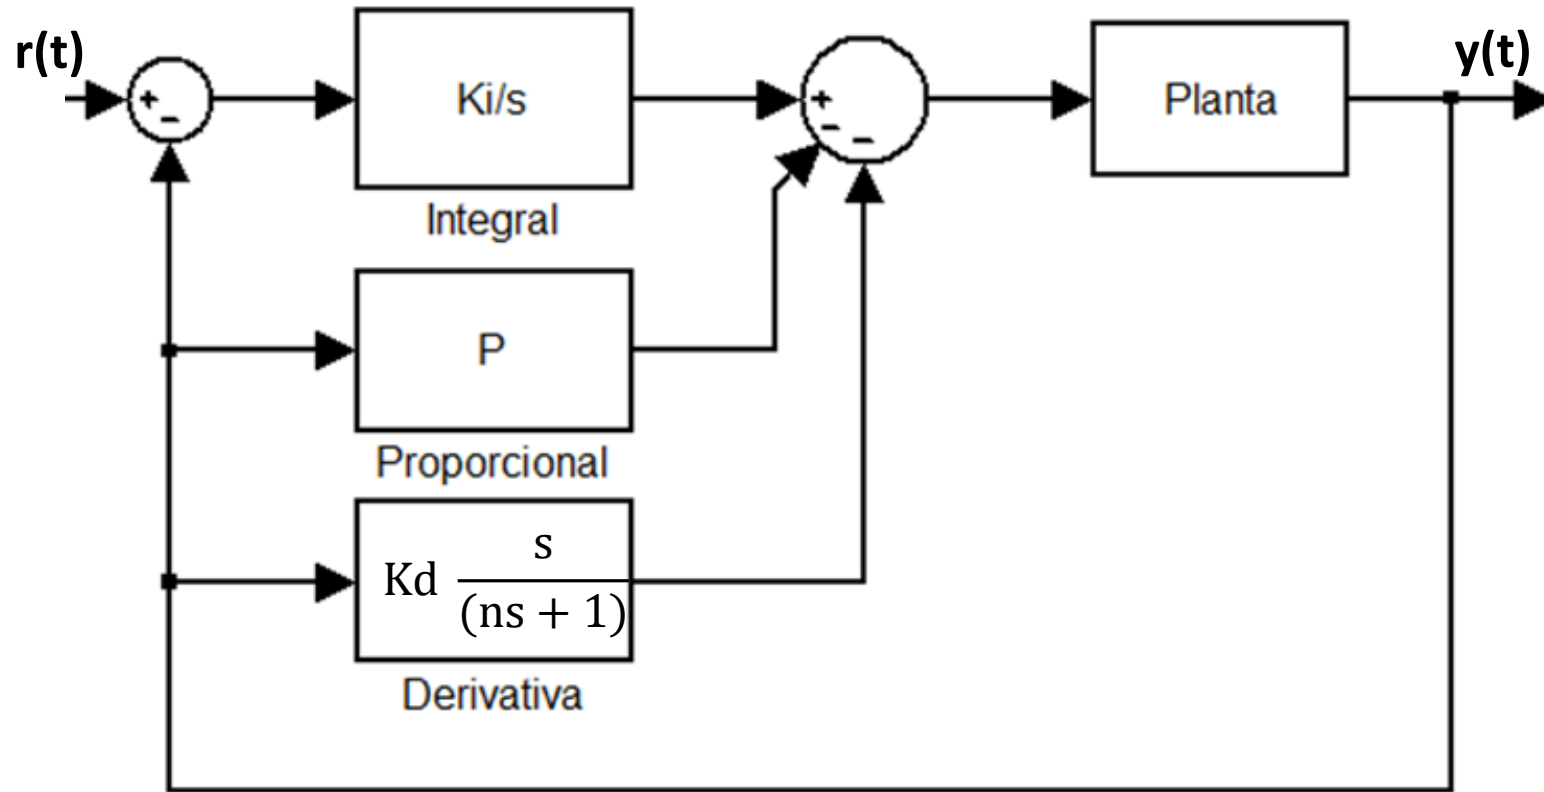 r(t)
y(t)
+
-
Ki/s
Integral
+
-
-
Planta
P
Proporcional
Kd s/(ns + 1)
Derivativa